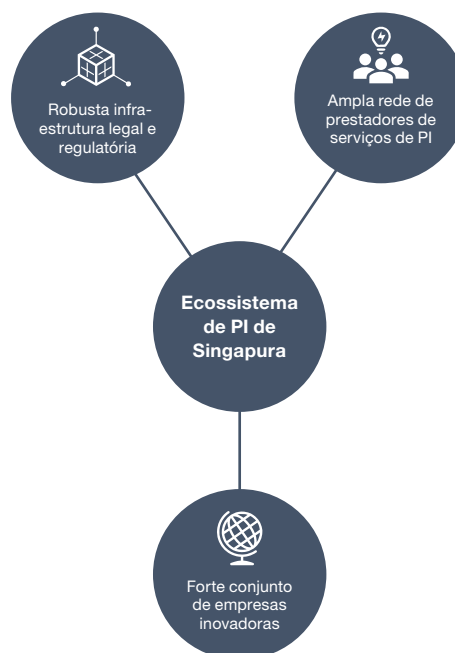 Robusta infra-
estrutura legal e
regulatória
Ampla rede de
prestadores de
serviços de PI
Ecossistema
de PI de
Singapura
Forte conjunto
de empresas
inovadoras